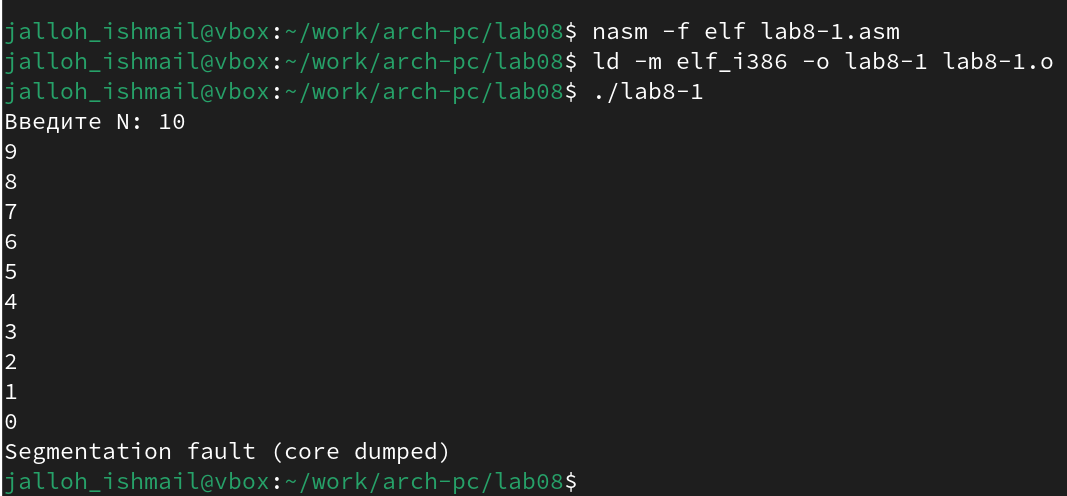 jalloh_ishmail@vbox:~/work/arch-pc/lab08$ nasm -f elf lab8-1.asm
jalloh_ishmail@vbox:~/work/arch-pc/lab08$ ld -m elf_i386 -o lab8-1 lab8-1.o
jalloh_ishmail@vbox:~/work/arch-pc/lab08$ ./lab8-1
Введите N: 10
9
8
7
6
5
4
3
2
1
0
Segmentation fault (core dumped)
jalloh_ishmail@vbox:~/work/arch-pc/lab08$